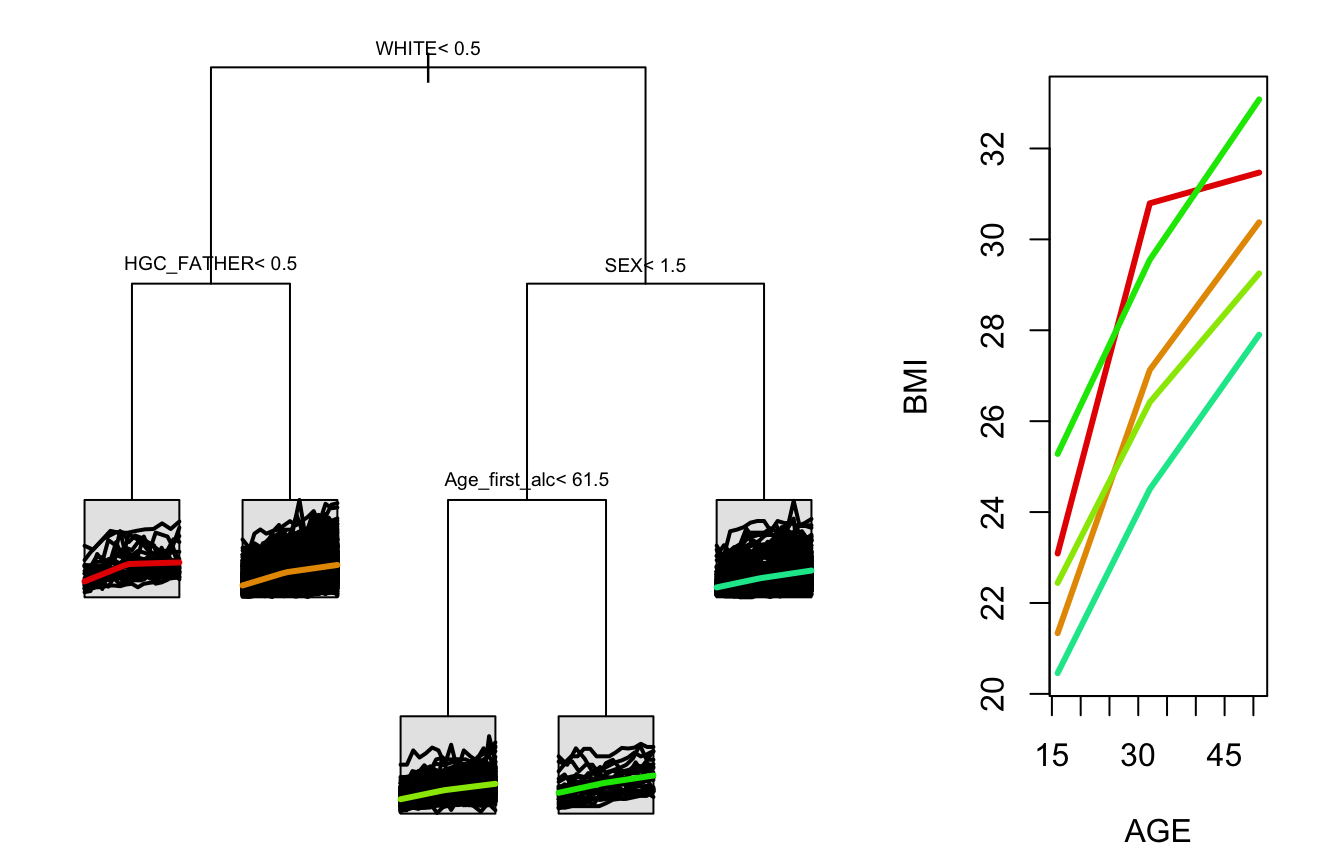 WHITE< 0.5
HGC_FATHER< 0.5
SEX< 1.5
Age_first_alc< 61.5
32
30
28
26
24
22
20
BMI
15 30 45
AGE